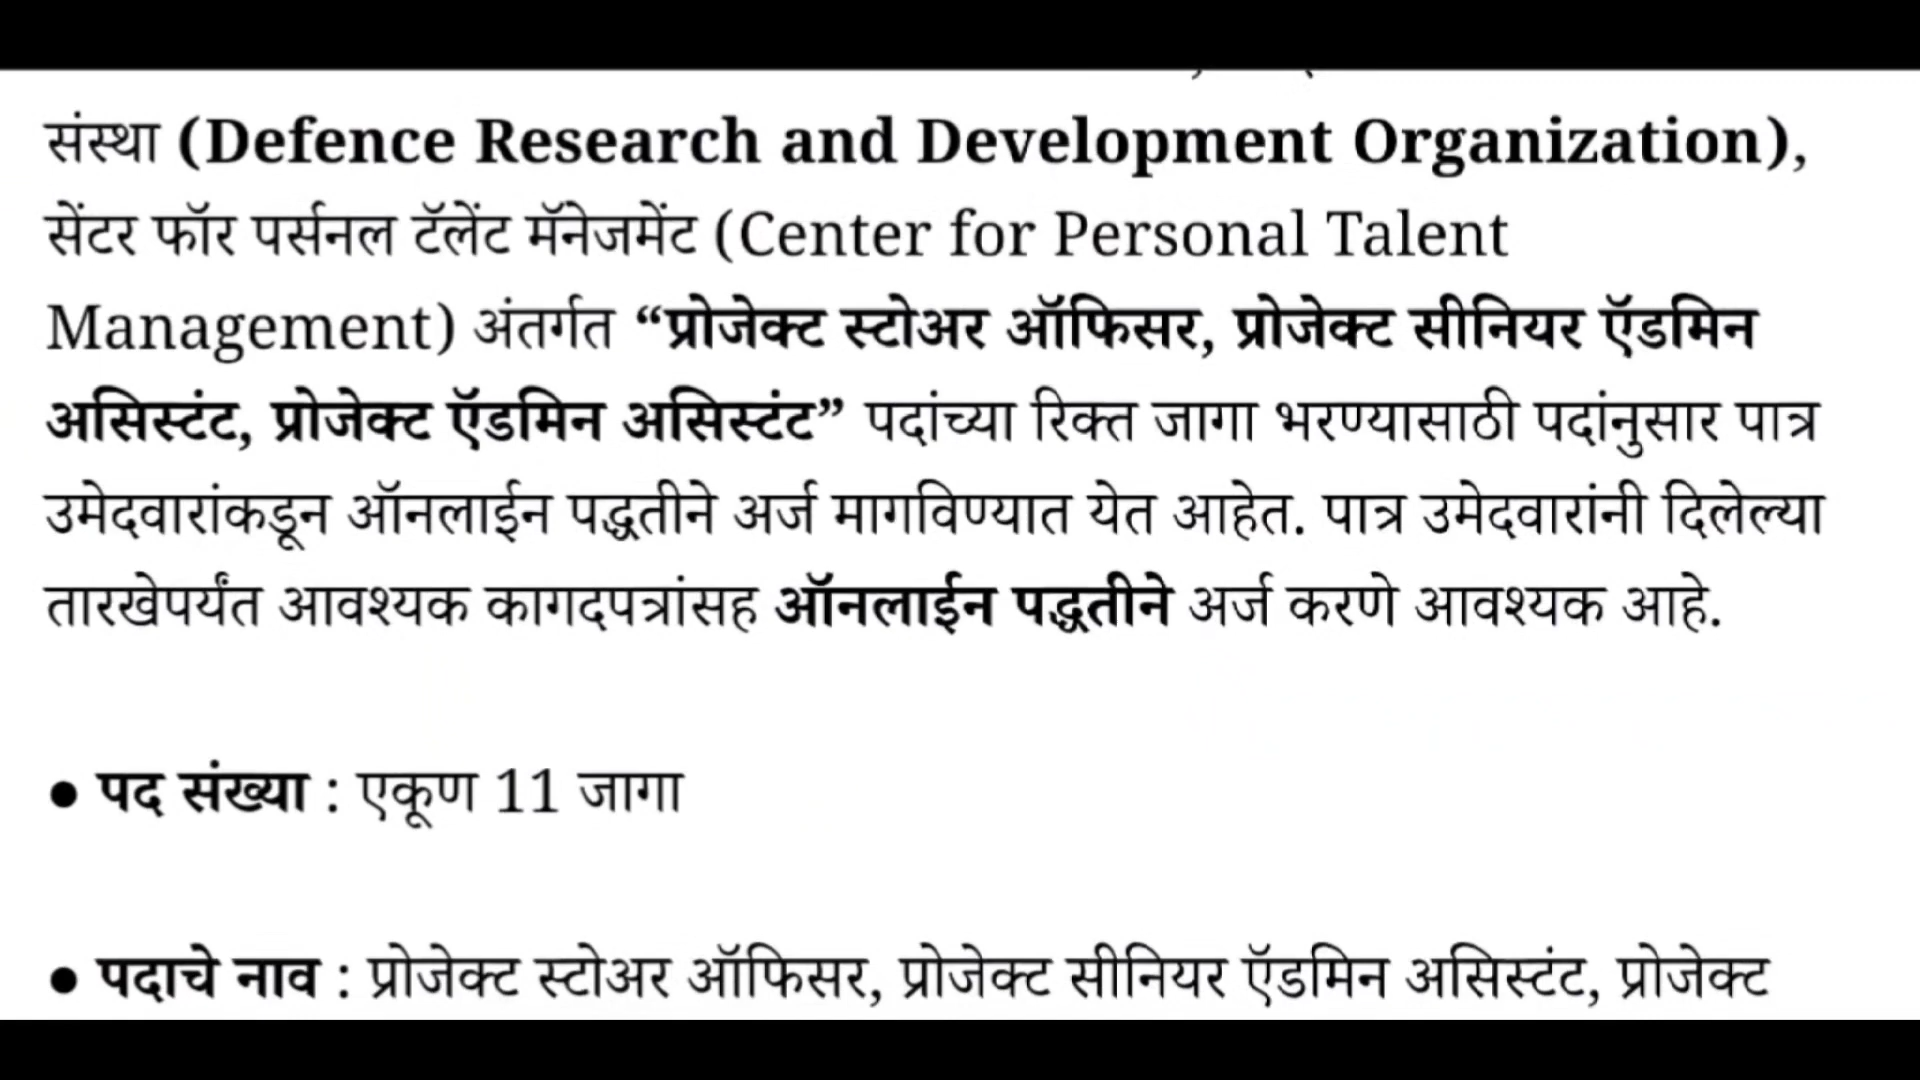 संस्था (Defence Research and Development Organization),
सेंटर फॉर पर्सनल टॅलेंट मॅनेजमेंट (Center for Personal Talent
Management) अंतर्गत “प्रोजेक्ट स्टोअर ऑफिसर, प्रोजेक्ट सीनियर ऍडमिन
असिस्टंट, प्रोजेक्ट ऍडमिन असिस्टंट” पदांच्या रिक्त जागा भरण्यासाठी पदांनुसार पात्र
उमेदवारांकडून ऑनलाईन पद्धतीने अर्ज मागविण्यात येत आहेत. पात्र उमेदवारांनी दिलेल्या
तारखेपर्यंत आवश्यक कागदपत्रांसह ऑनलाईन पद्धतीने अर्ज करणे आवश्यक आहे.
● पद संख्या : एकूण 11 जागा
● पदाचे नाव : प्रोजेक्ट स्टोअर ऑफिसर, प्रोजेक्ट सीनियर ऍडमिन असिस्टंट, प्रोजेक्ट